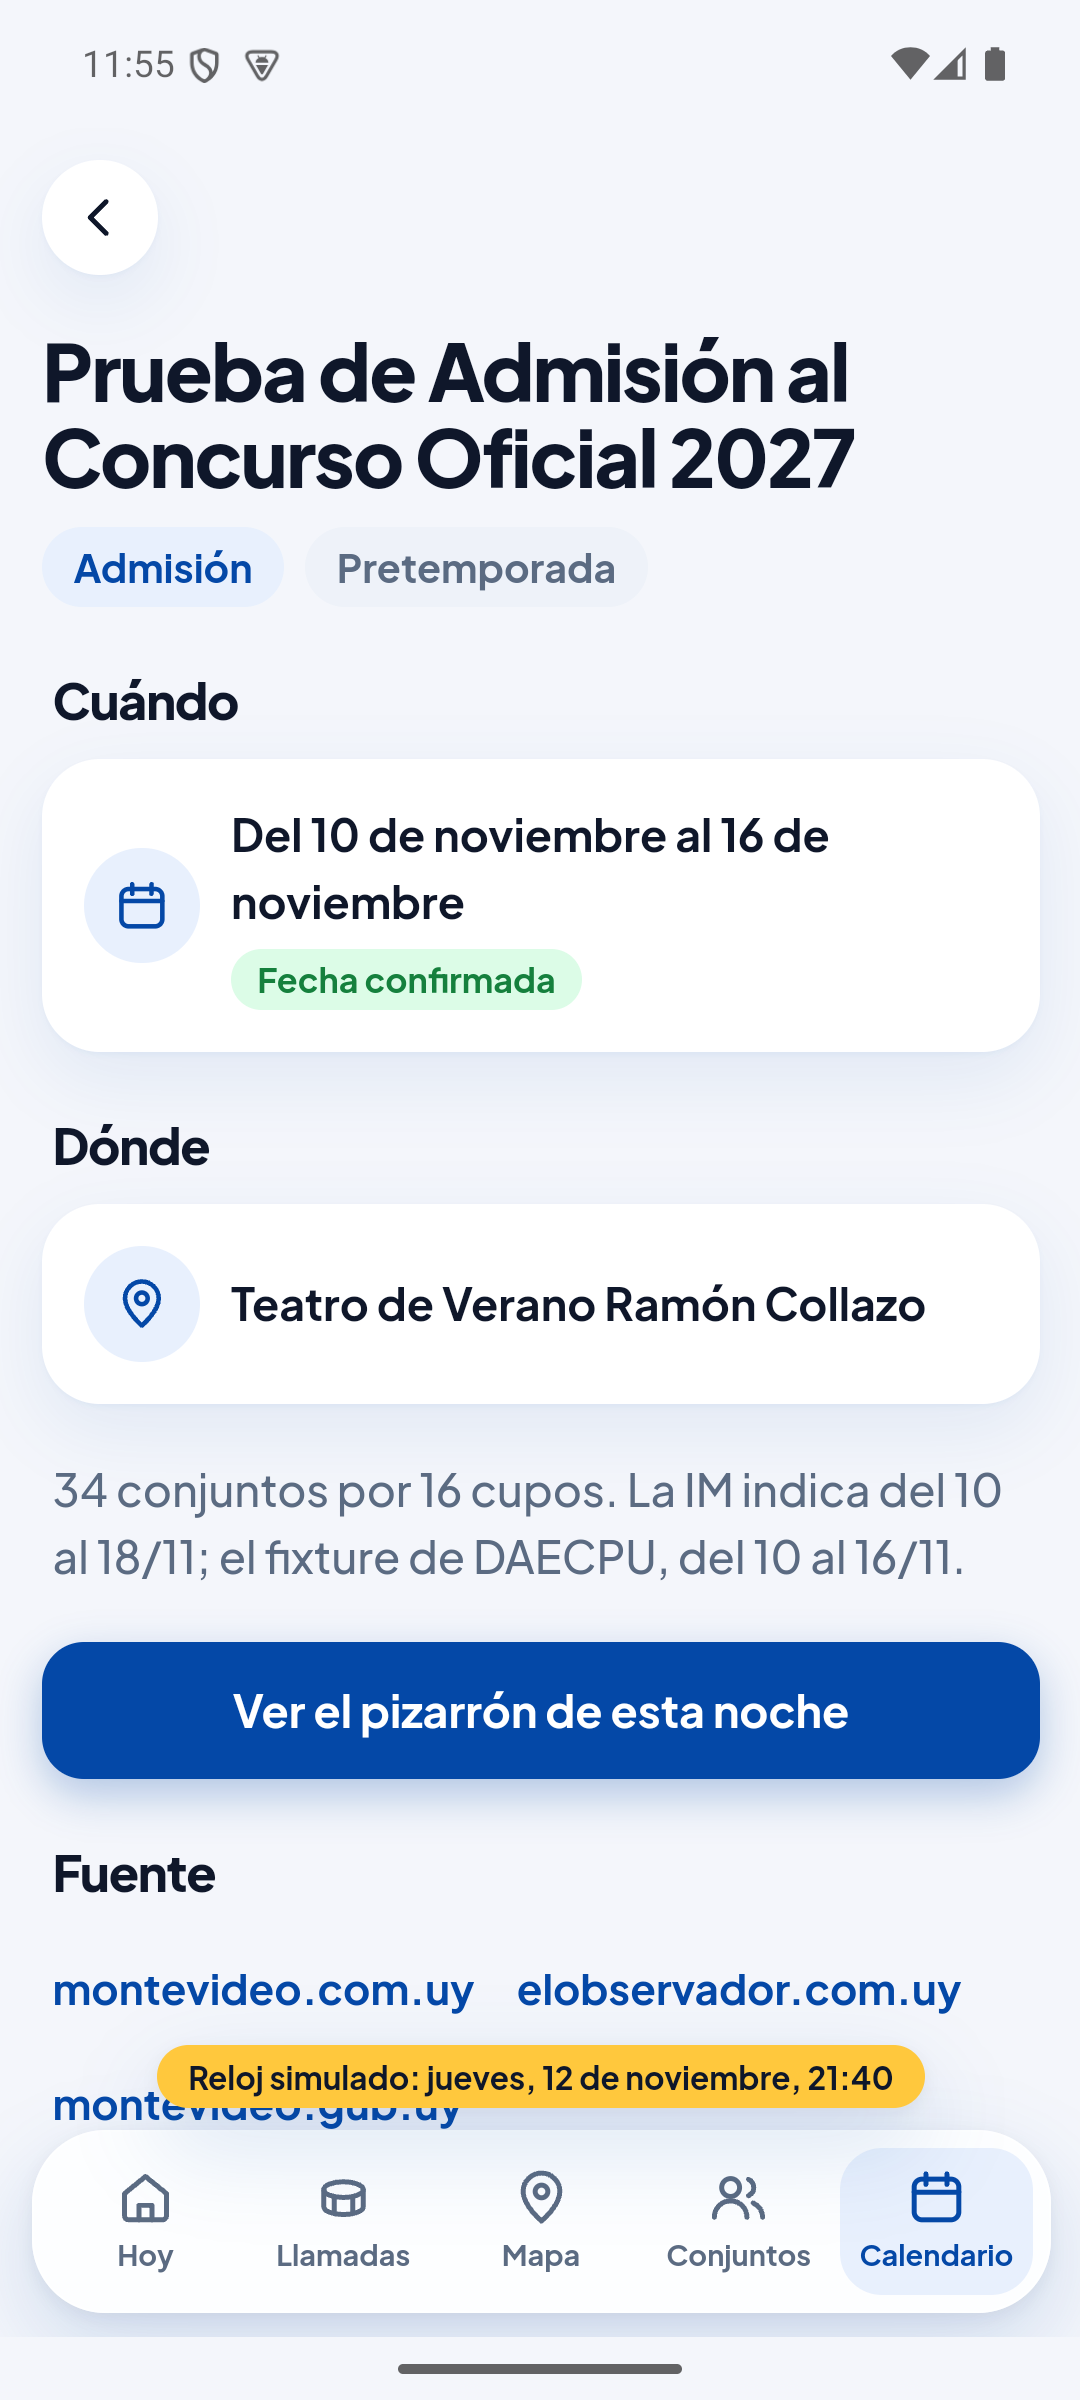 11:55
Prueba de Admisión al
Concurso Oficial 2027
Admisión Pretemporada
Cuándo
Del 10 de noviembre al 16 de
noviembre
Fecha confirmada
Dónde
Teatro de Verano Ramón Collazo
34 conjuntos por 16 cupos. La IM indica del 10
al 18/11; el fixture de DAECPU, del 10 al 16/11.
Ver el pizarrón de esta noche
Fuente
montevideo.com.uy elobservador.com.uy
Reloj simulado: jueves, 12 de noviembre, 21:40
montevideo.gub.uy
Hoy Llamadas Mapa Conjuntos Calendario